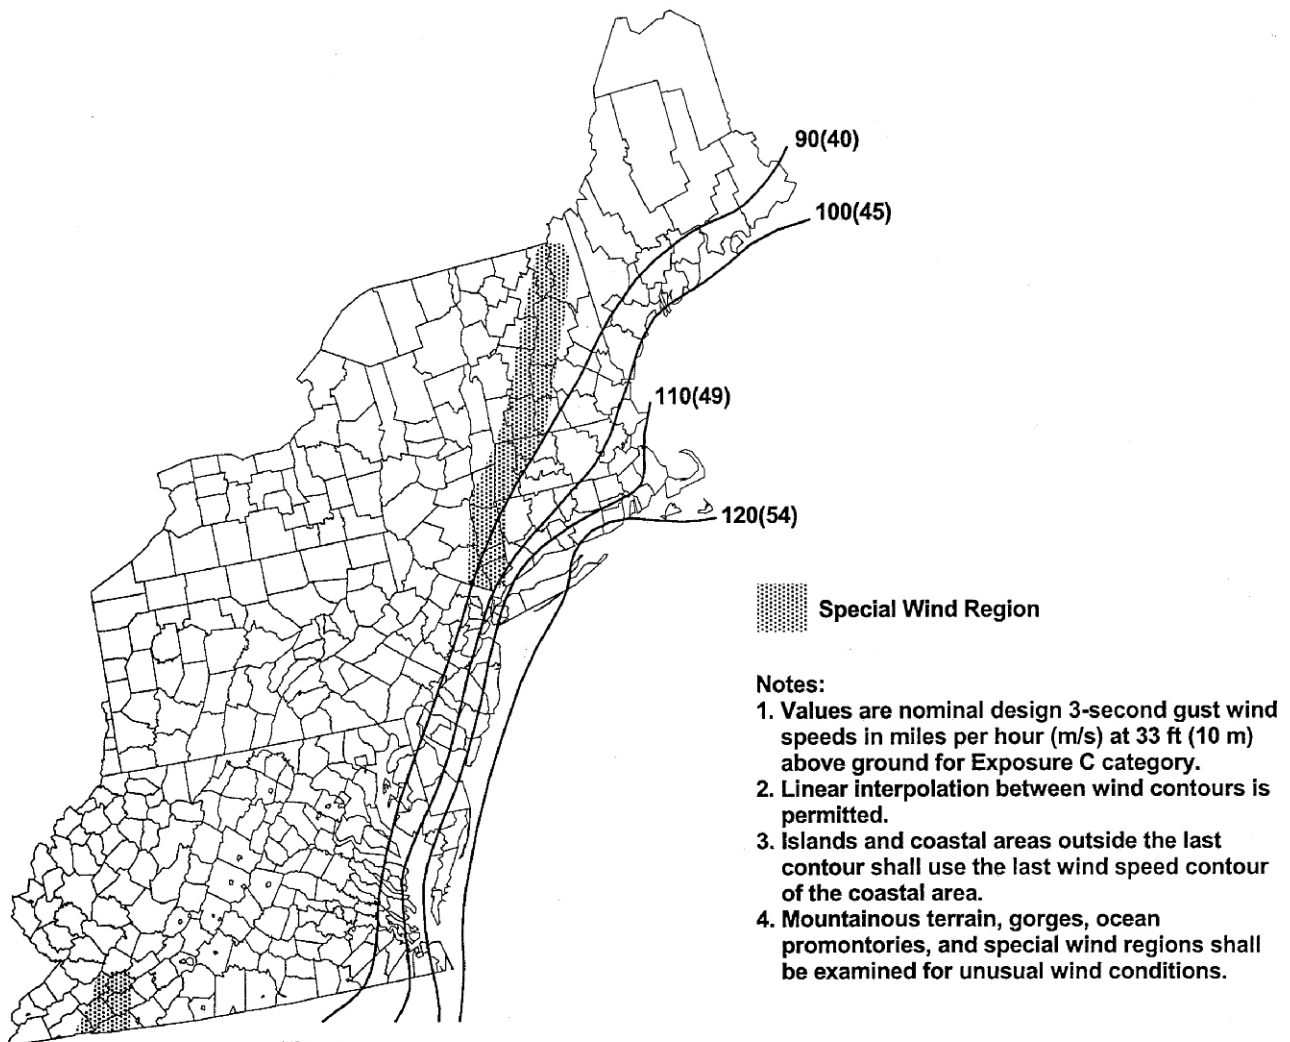 90(40)
100(45)
110(49)
120(54)
Special Wind Region
Notes:
1. Values are nominal design 3-second gust wind
speeds in miles per hour (m/s) at 33 ft (10 m)
above ground for Exposure C category.
2. Linear interpolation between wind contours is
permitted.
3. Islands and coastal areas outside the last
contour shall use the last wind speed contour
of the coastal area.
4. Mountainous terrain, gorges, ocean
promontories, and special wind regions shall
be examined for unusual wind conditions.